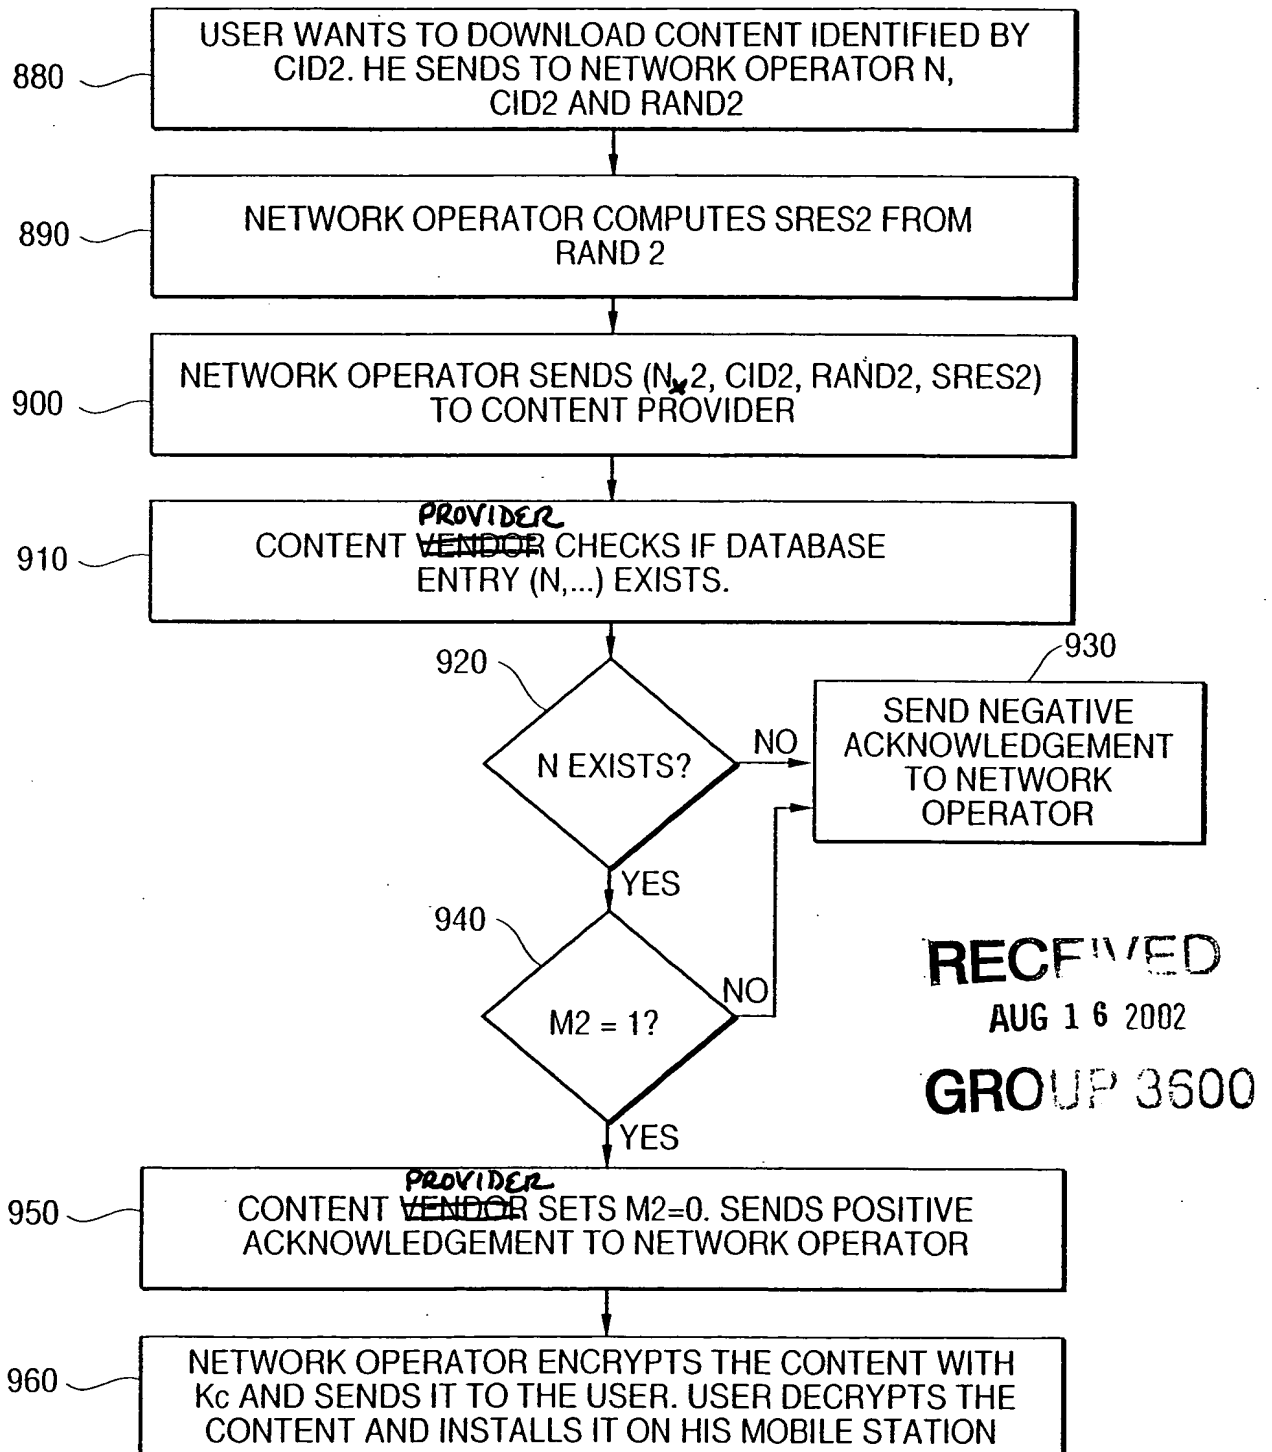 USER WANTS TO DOWNLOAD CONTENT IDENTIFIED BY
CID2. HE SENDS TO NETWORK OPERATOR N,
CID2 AND RAND2
880
NETWORK OPERATOR COMPUTES SRES2 FROM
RAND 2
890
NETWORK OPERATOR SENDS (Nx2, CID2, RAND2, SRES2)
TO CONTENT PROVIDER
900
PROVIDER
CONTENT VENDOR CHECKS IF DATABASE
ENTRY (N,...) EXISTS.
910
920
N EXISTS?
NO
930
SEND NEGATIVE
ACKNOWLEDGEMENT
TO NETWORK
OPERATOR
YES
940
M2 = 1?
NO
RECEIVED
AUG 16 2002
GROUP 3600
YES
PROVIDER
CONTENT VENDOR SETS M2=0. SENDS POSITIVE
ACKNOWLEDGEMENT TO NETWORK OPERATOR
950
NETWORK OPERATOR ENCRYPTS THE CONTENT WITH
Kc AND SENDS IT TO THE USER. USER DECRYPTS THE
CONTENT AND INSTALLS IT ON HIS MOBILE STATION
960